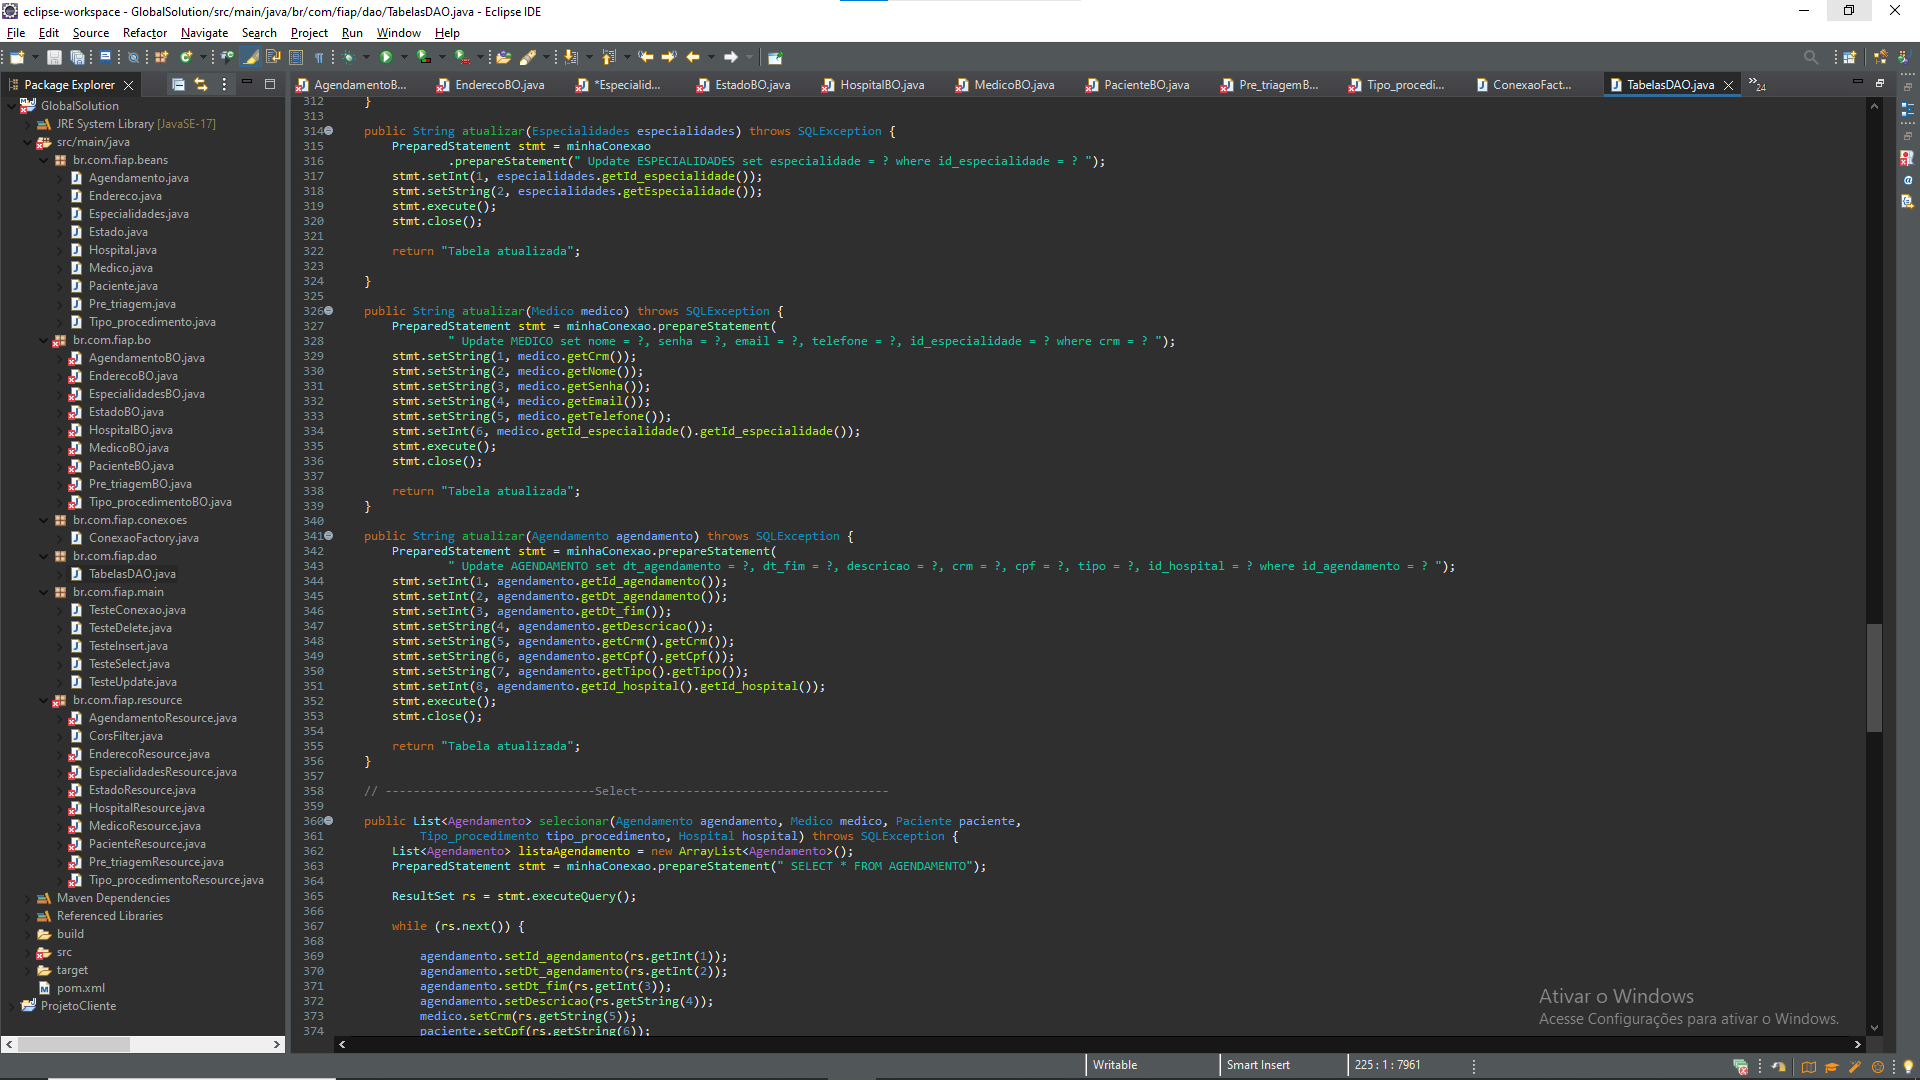 eclipse-workspace - GlobalSolution/src/main/java/br/com/fiap/dao/TabelasDAO.java - Eclipse IDE
File Edit Source Refactor Navigate Search Project Run Window Help
Package Explorer
AgendamentoB... EnderecoBO.java *Especialid... EstadoBO.java HospitalBO.java MedicoBO.java PacienteBO.java Pre_triagemB... Tipo_procedi... ConexaoFact... TabelasDAO.java »24
GlobalSolution
JRE System Library [JavaSE-17]
src/main/java
br.com.fiap.beans
Agendamento.java
Endereco.java
Especialidades.java
Estado.java
Hospital.java
Medico.java
Paciente.java
Pre_triagem.java
Tipo_procedimento.java
br.com.fiap.bo
AgendamentoBO.java
EnderecoBO.java
EspecialidadesBO.java
EstadoBO.java
HospitalBO.java
MedicoBO.java
PacienteBO.java
Pre_triagemBO.java
Tipo_procedimentoBO.java
br.com.fiap.conexoes
ConexaoFactory.java
br.com.fiap.dao
TabelasDAO.java
br.com.fiap.main
TesteConexao.java
TesteDelete.java
TesteInsert.java
TesteSelect.java
TesteUpdate.java
br.com.fiap.resource
AgendamentoResource.java
CorsFilter.java
EnderecoResource.java
EspecialidadesResource.java
EstadoResource.java
HospitalResource.java
MedicoResource.java
PacienteResource.java
Pre_triagemResource.java
Tipo_procedimentoResource.java
Maven Dependencies
Referenced Libraries
build
src
target
pom.xml
ProjetoCliente
312 }
313
314 public String atualizar(Especialidades especialidades) throws SQLException {
315 PreparedStatement stmt = minhaConexao
316 .prepareStatement(" Update ESPECIALIDADES set especialidade = ? where id_especialidade = ? ");
317 stmt.setInt(1, especialidades.getId_especialidade());
318 stmt.setString(2, especialidades.getEspecialidade());
319 stmt.execute();
320 stmt.close();
321
322 return "Tabela atualizada";
323
324 }
325
326 public String atualizar(Medico medico) throws SQLException {
327 PreparedStatement stmt = minhaConexao.prepareStatement(
328 " Update MEDICO set nome = ?, senha = ?, email = ?, telefone = ?, id_especialidade = ? where crm = ? ");
329 stmt.setString(1, medico.getCrm());
330 stmt.setString(2, medico.getNome());
331 stmt.setString(3, medico.getSenha());
332 stmt.setString(4, medico.getEmail());
333 stmt.setString(5, medico.getTelefone());
334 stmt.setInt(6, medico.getId_especialidade().getId_especialidade());
335 stmt.execute();
336 stmt.close();
337
338 return "Tabela atualizada";
339 }
340
341 public String atualizar(Agendamento agendamento) throws SQLException {
342 PreparedStatement stmt = minhaConexao.prepareStatement(
343 " Update AGENDAMENTO set dt_agendamento = ?, dt_fim = ?, descricao = ?, crm = ?, cpf = ?, tipo = ?, id_hospital = ? where id_agendamento = ? ");
344 stmt.setInt(1, agendamento.getId_agendamento());
345 stmt.setInt(2, agendamento.getDt_agendamento());
346 stmt.setInt(3, agendamento.getDt_fim());
347 stmt.setString(4, agendamento.getDescricao());
348 stmt.setString(5, agendamento.getCrm().getCrm());
349 stmt.setString(6, agendamento.getCpf().getCpf());
350 stmt.setString(7, agendamento.getTipo().getTipo());
351 stmt.setInt(8, agendamento.getId_hospital().getId_hospital());
352 stmt.execute();
353 stmt.close();
354
355 return "Tabela atualizada";
356 }
357
358 // ------------------------------Select------------------------------------
359
360 public List<Agendamento> selecionar(Agendamento agendamento, Medico medico, Paciente paciente,
361 Tipo_procedimento tipo_procedimento, Hospital hospital) throws SQLException {
362 List<Agendamento> listaAgendamento = new ArrayList<Agendamento>();
363 PreparedStatement stmt = minhaConexao.prepareStatement(" SELECT * FROM AGENDAMENTO");
364
365 ResultSet rs = stmt.executeQuery();
366
367 while (rs.next()) {
368
369 agendamento.setId_agendamento(rs.getInt(1));
370 agendamento.setDt_agendamento(rs.getInt(2));
371 agendamento.setDt_fim(rs.getInt(3));
372 agendamento.setDescricao(rs.getString(4));
373 medico.setCrm(rs.getString(5));
374 paciente.setCpf(rs.getString(6));
Ativar o Windows
Acesse Configurações para ativar o Windows.
Writable Smart Insert 225 : 1 : 7961